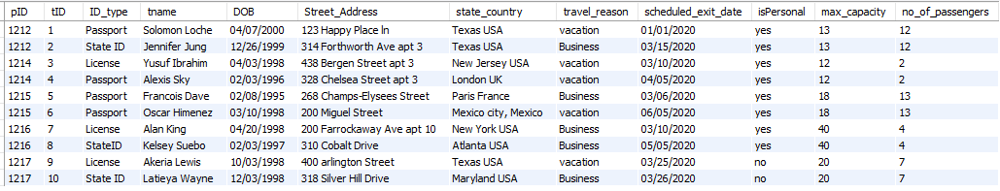 pID tID ID_type tname DOB Street_Address state_country travel_reason scheduled_exit_date isPersonal max_capacity no_of_passengers
1212 1 Passport Solomon Loche 04/07/2000 123 Happy Place ln Texas USA vacation 01/01/2020 yes 13 12
1212 2 State ID Jennifer Jung 12/26/1999 314 Forthworth Ave apt 3 Texas USA Business 03/15/2020 yes 13 12
1214 3 License Yusuf Ibrahim 04/03/1998 438 Bergen Street apt 3 New Jersey USA vacation 03/10/2020 yes 12 2
1214 4 Passport Alexis Sky 02/03/1996 328 Chelsea Street apt 3 London UK vacation 04/05/2020 yes 12 2
1215 5 Passport Francois Dave 02/08/1995 268 Champs-Elysees Street Paris France Business 03/06/2020 yes 18 13
1215 6 Passport Oscar Himenez 03/10/1998 200 Miguel Street Mexico city, Mexico vacation 06/05/2020 yes 18 13
1216 7 License Alan King 04/20/1998 200 Farrockaway Ave apt 10 New York USA Business 03/10/2020 yes 40 4
1216 8 StateID Kelsey Suebo 02/03/1997 310 Cobalt Drive Atlanta USA Business 05/05/2020 yes 40 4
1217 9 License Akeria Lewis 10/03/1998 400 arlington Street Texas USA vacation 03/25/2020 no 20 7
1217 10 State ID Latieya Wayne 12/03/1998 318 Silver Hill Drive Maryland USA Business 03/26/2020 no 20 7